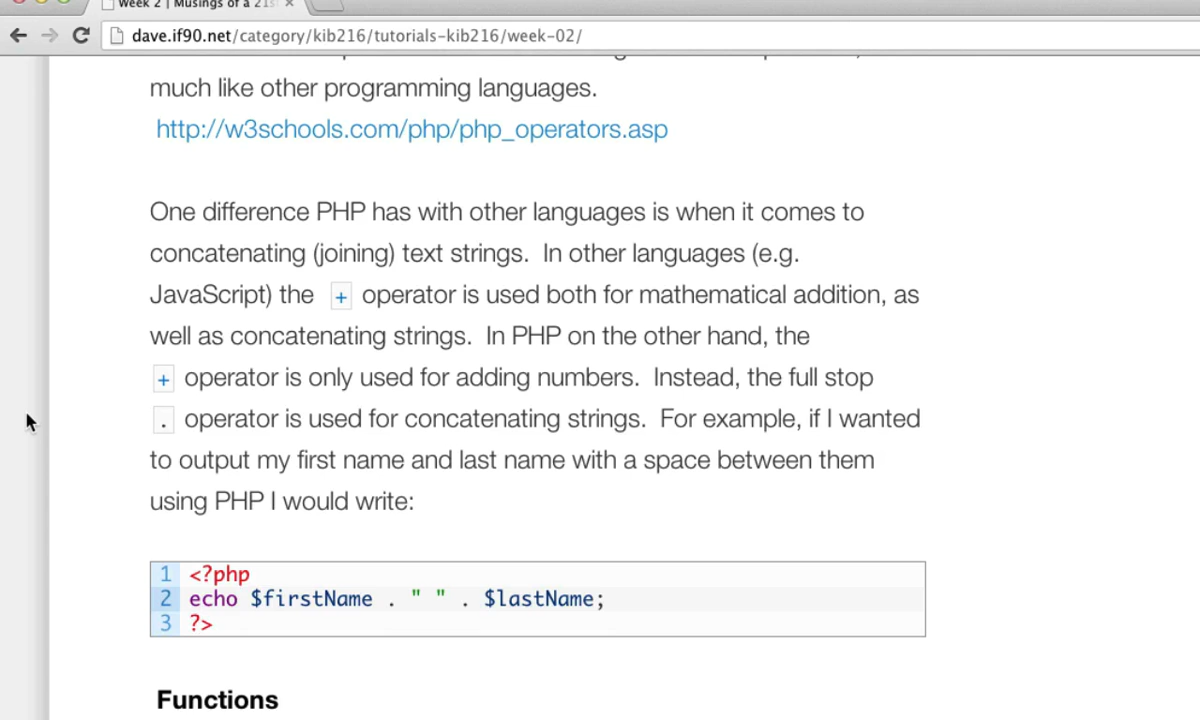 Week 2 | Musings of a 21s
dave.if90.net/category/kib216/tutorials-kib216/week-02/
much like other programming languages.
http://w3schools.com/php/php_operators.asp
One difference PHP has with other languages is when it comes to
concatenating (joining) text strings. In other languages (e.g.
JavaScript) the + operator is used both for mathematical addition, as
well as concatenating strings. In PHP on the other hand, the
+ operator is only used for adding numbers. Instead, the full stop
. operator is used for concatenating strings. For example, if I wanted
to output my first name and last name with a space between them
using PHP I would write:
1 <?php
2 echo $firstName . " " . $lastName;
3 ?>
Functions